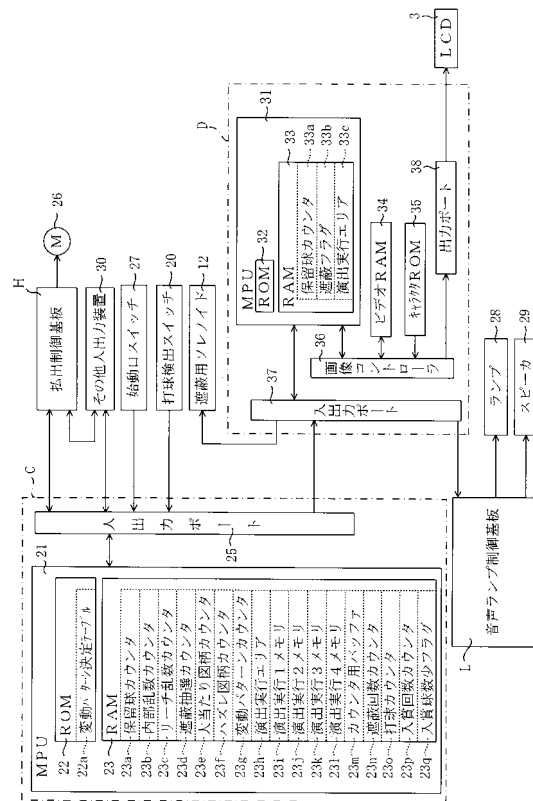 C
MPU
21
22
ROM
22a
変動パターン決定テーブル
23
RAM
23a
保留球カウンタ
23b
内部乱数カウンタ
23c
リーチ乱数カウンタ
23d
遮蔽抽選カウンタ
23e
大当たり図柄カウンタ
23f
ハズレ図柄カウンタ
23g
変動パターンカウンタ
23h
演出実行エリア
23i
演出実行1メモリ
23j
演出実行2メモリ
23k
演出実行3メモリ
23l
演出実行4メモリ
23m
カウンタ用バッファ
23n
遮蔽回数カウンタ
23o
打球カウンタ
23p
入賞回数カウンタ
23q
入賞球数少フラグ
入出力ポート
25
H
払出制御基板
M
26
その他入出力装置
30
始動口スイッチ
27
打球検出スイッチ
20
遮蔽用ソレノイド
12
D
MPU
31
ROM
32
RAM
33
保留球カウンタ
33a
遮蔽フラグ
33b
演出実行エリア
33c
ビデオRAM
34
キャラクタROM
35
36
画像コントローラ
37
入出力ポート
出力ポート
38
LCD
3
L
音声ランプ制御基板
ランプ
28
スピーカ
29